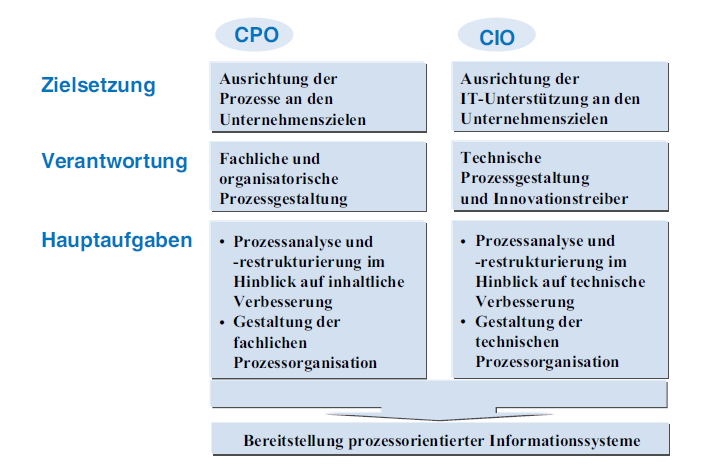 CPO
CIO
Zielsetzung
Ausrichtung der
Prozesse an den
Unternehmenszielen
Ausrichtung der
IT-Unterstützung an den
Unternehmenszielen
Verantwortung
Fachliche und
organisatorische
Prozessgestaltung
Technische
Prozessgestaltung
und Innovationstreiber
Hauptaufgaben
• Prozessanalyse und
-restrukturierung im
Hinblick auf inhaltliche
Verbesserung
• Gestaltung der
fachlichen
Prozessorganisation
• Prozessanalyse und
-restrukturierung im
Hinblick auf technische
Verbesserung
• Gestaltung der
technischen
Prozessorganisation
Bereitstellung prozessorientierter Informationssysteme